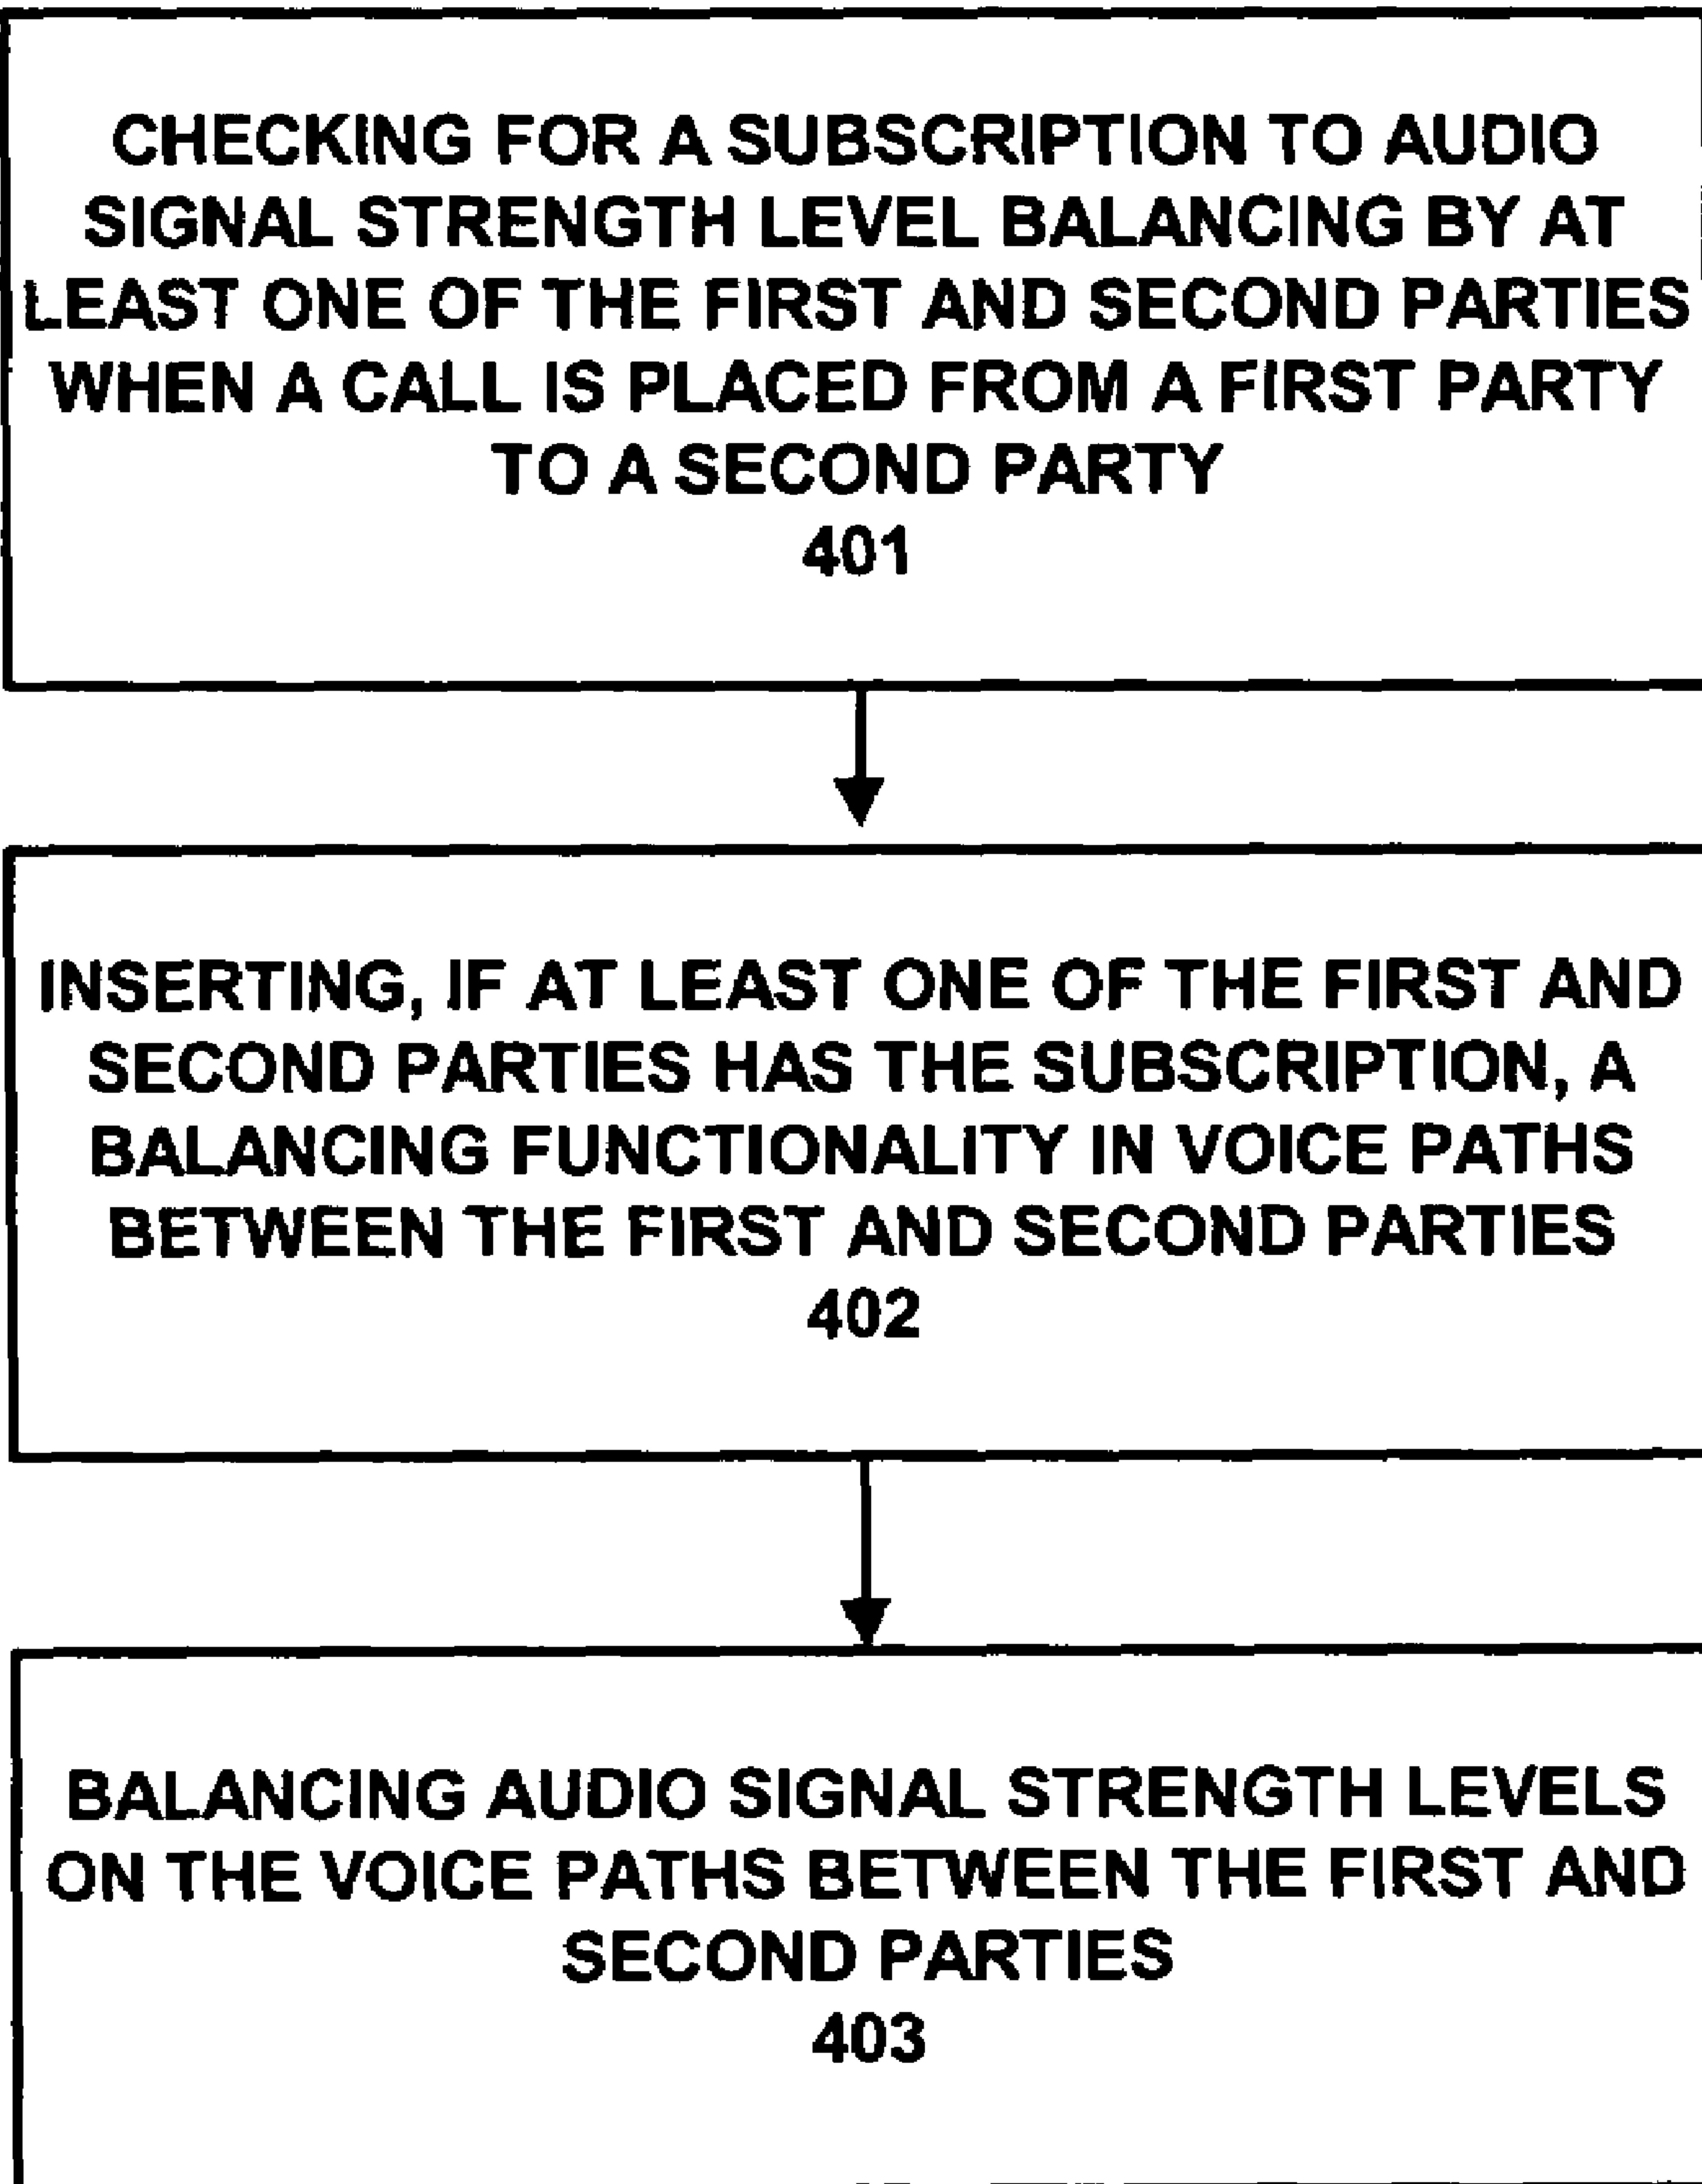 CHECKING FOR A SUBSCRIPTION TO AUDIO
SIGNAL STRENGTH LEVEL BALANCING BY AT
LEAST ONE OF THE FIRST AND SECOND PARTIES
WHEN A CALL IS PLACED FROM A FIRST PARTY
TO A SECOND PARTY
401
INSERTING, IF AT LEAST ONE OF THE FIRST AND
SECOND PARTIES HAS THE SUBSCRIPTION, A
BALANCING FUNCTIONALITY IN VOICE PATHS
BETWEEN THE FIRST AND SECOND PARTIES
402
BALANCING AUDIO SIGNAL STRENGTH LEVELS
ON THE VOICE PATHS BETWEEN THE FIRST AND
SECOND PARTIES
403